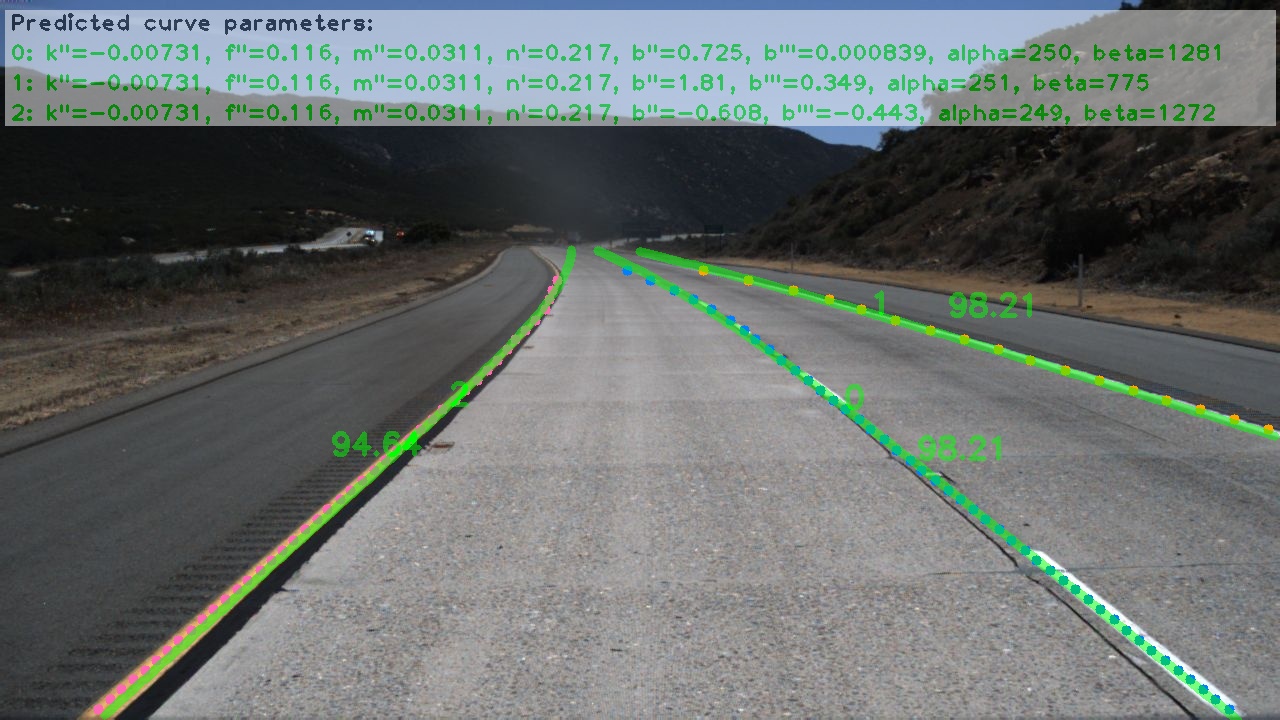 Predicted curve parameters:
0: k''=-0.00731, f''=0.116, m''=0.0311, n'=0.217, b''=0.725, b'''=0.000839, alpha=250, beta=1281
1: k''=-0.00731, f''=0.116, m''=0.0311, n'=0.217, b''=1.81, b'''=0.349, alpha=251, beta=775
2: k''=-0.00731, f''=0.116, m''=0.0311, n'=0.217, b''=-0.608, b'''=-0.443, alpha=249, beta=1272
1 98.21
2
0
94.64
98.21